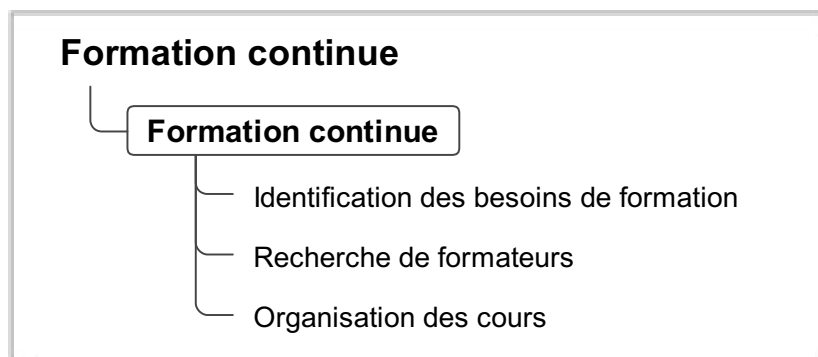 Formation continue
Formation continue
Identification des besoins de formation
Recherche de formateurs
Organisation des cours